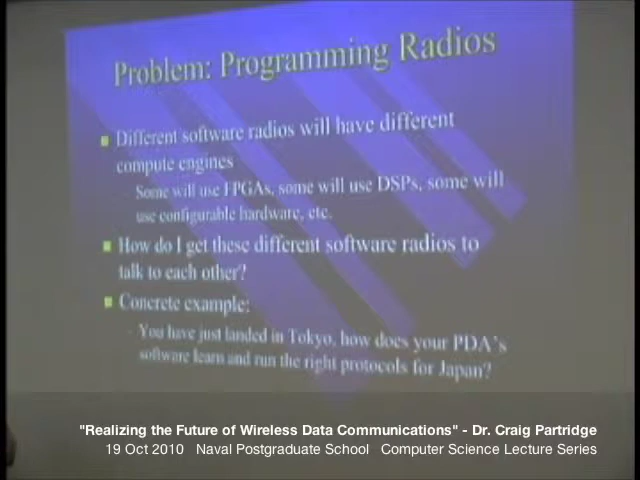 Problem: Programming Radios
Different software radios will have different
compute engines
Some will use FPGAs, some will use DSPs, some will
use configurable hardware, etc.
How do I get these different software radios to
talk to each other?
Concrete example:
You have just landed in Tokyo, how does your PDA's
software learn and run the right protocols for Japan?
"Realizing the Future of Wireless Data Communications" - Dr. Craig Partridge
19 Oct 2010 Naval Postgraduate School Computer Science Lecture Series